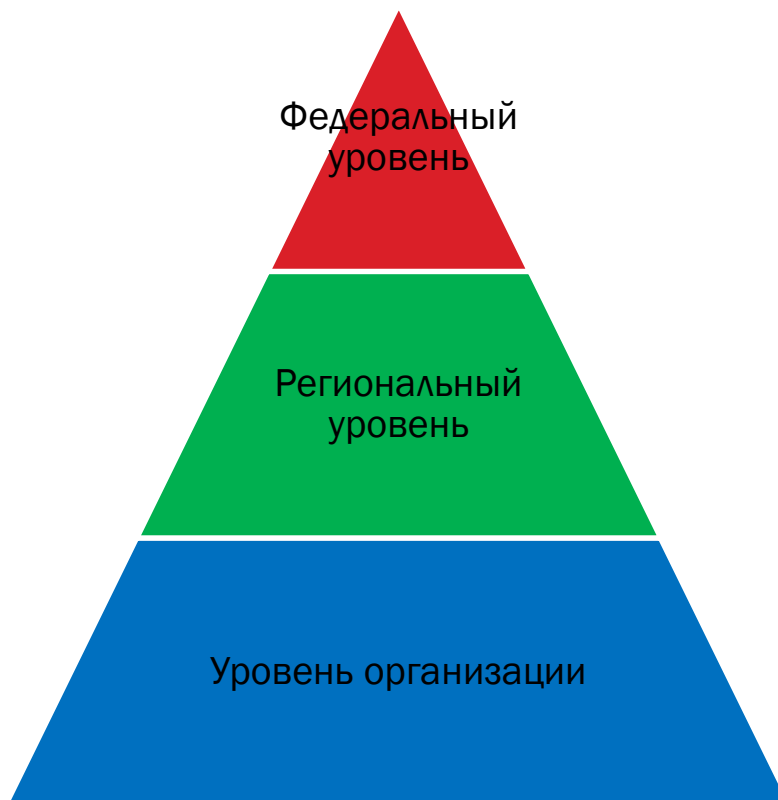 Федеральный
уровень
Региональный
уровень
Уровень организации